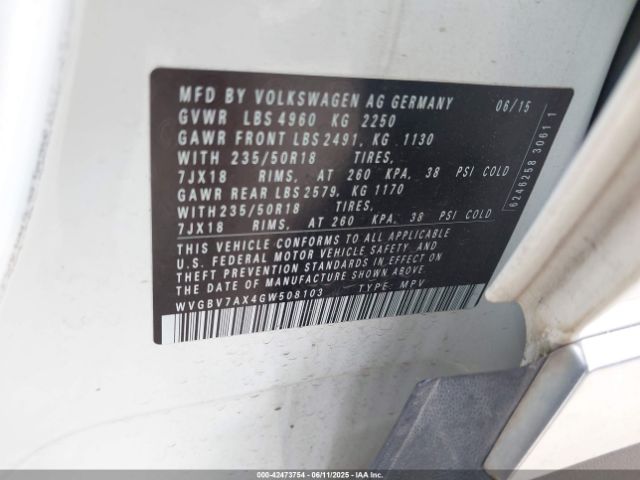 MFD BY VOLKSWAGEN AG GERMANY 06/15
GVWR LBS 4960 KG 2250
GAWR FRONT LBS 2491, KG 1130
WITH 235/50R18 TIRES,
7JX18 RIMS, AT 260 KPA, 38 PSI COLD
GAWR REAR LBS 2579, KG 1170
WITH 235/50R18 TIRES,
7JX18 RIMS, AT 260 KPA, 38 PSI COLD
THIS VEHICLE CONFORMS TO ALL APPLICABLE
U.S. FEDERAL MOTOR VEHICLE SAFETY, AND
THEFT PREVENTION STANDARDS IN EFFECT ON
THE DATE OF MANUFACTURE SHOWN ABOVE.
WVGBV7AX4GW508103 TYPE: MPV
6246258 3061 1
000-42473754 - 06/11/2025 - IAAI.COM